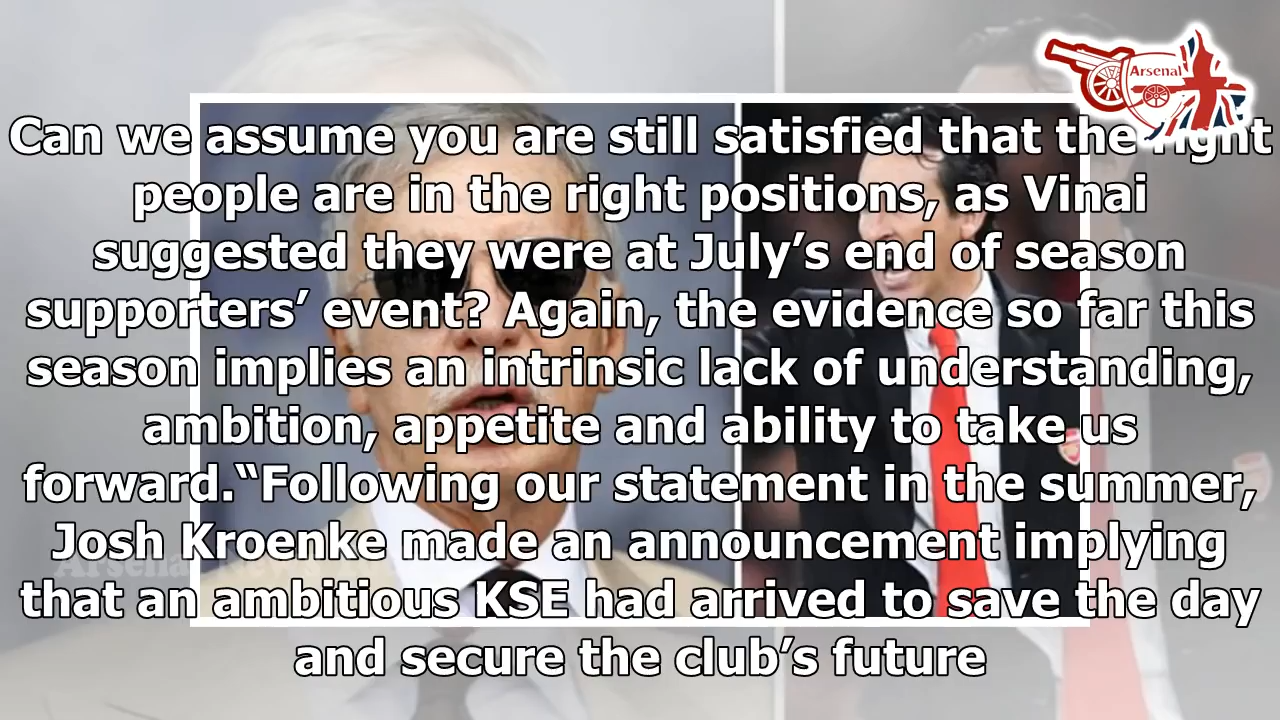 Arsenal
Can we assume you are still satisfied that the right
people are in the right positions, as Vinai
suggested they were at July’s end of season
supporters’ event? Again, the evidence so far this
season implies an intrinsic lack of understanding,
ambition, appetite and ability to take us
forward.“Following our statement in the summer,
Josh Kroenke made an announcement implying
that an ambitious KSE had arrived to save the day
and secure the club’s future